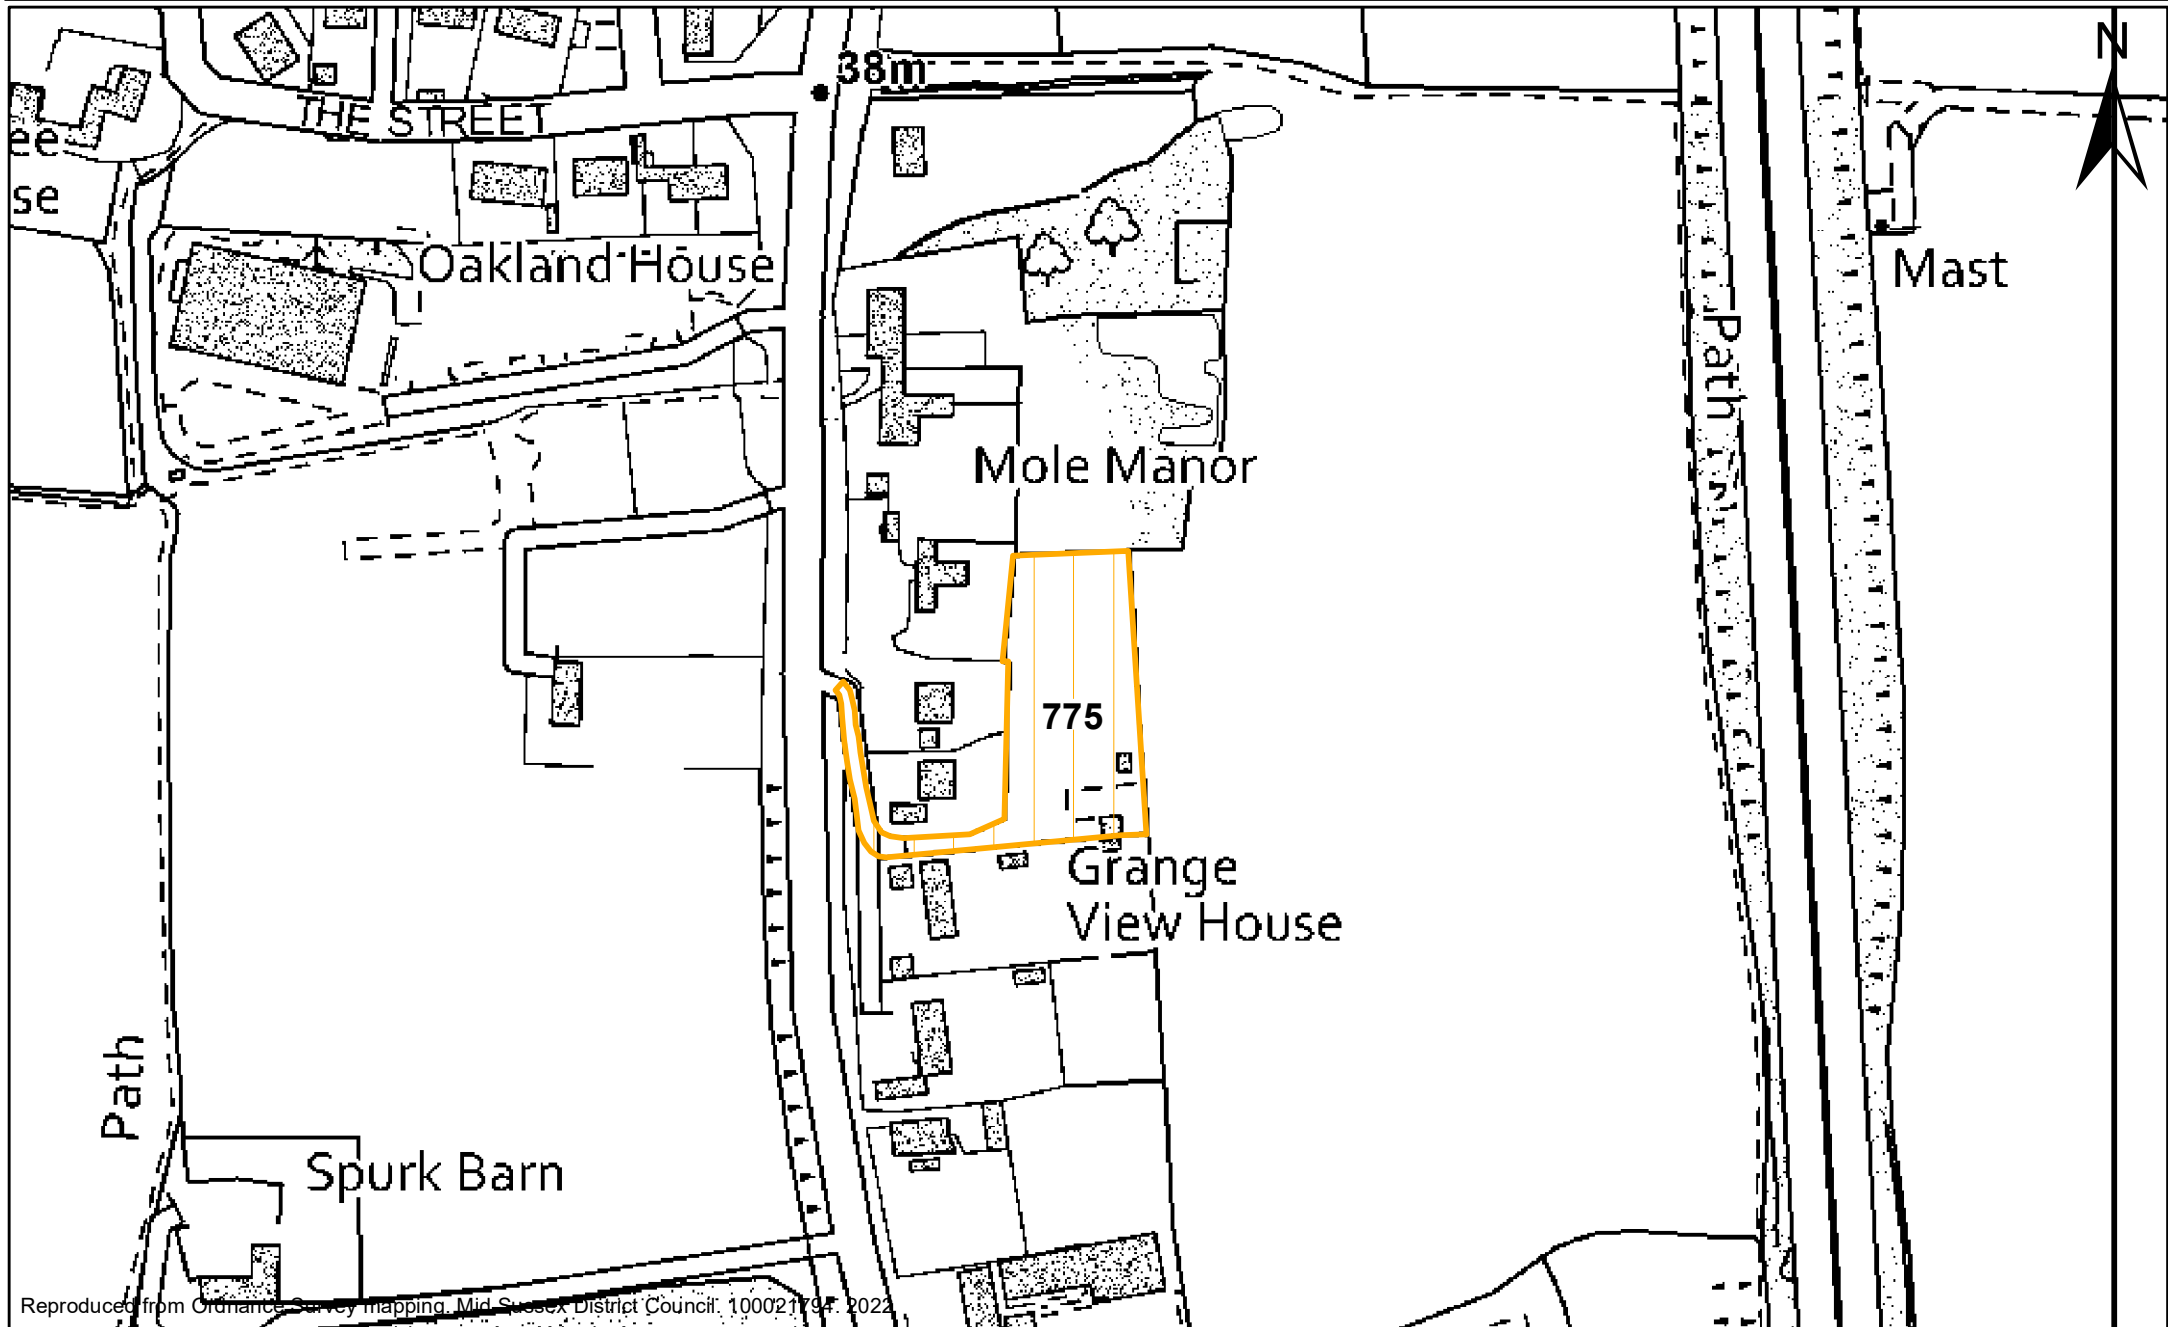 N
38m
THE STREET
ee
se
Oakland House
Mast
Path
Mole Manor
775
Grange
View House
Path
Spurk Barn
Reproduced from Ordnance Survey mapping. Mid Sussex District Council. 100021794. 2022